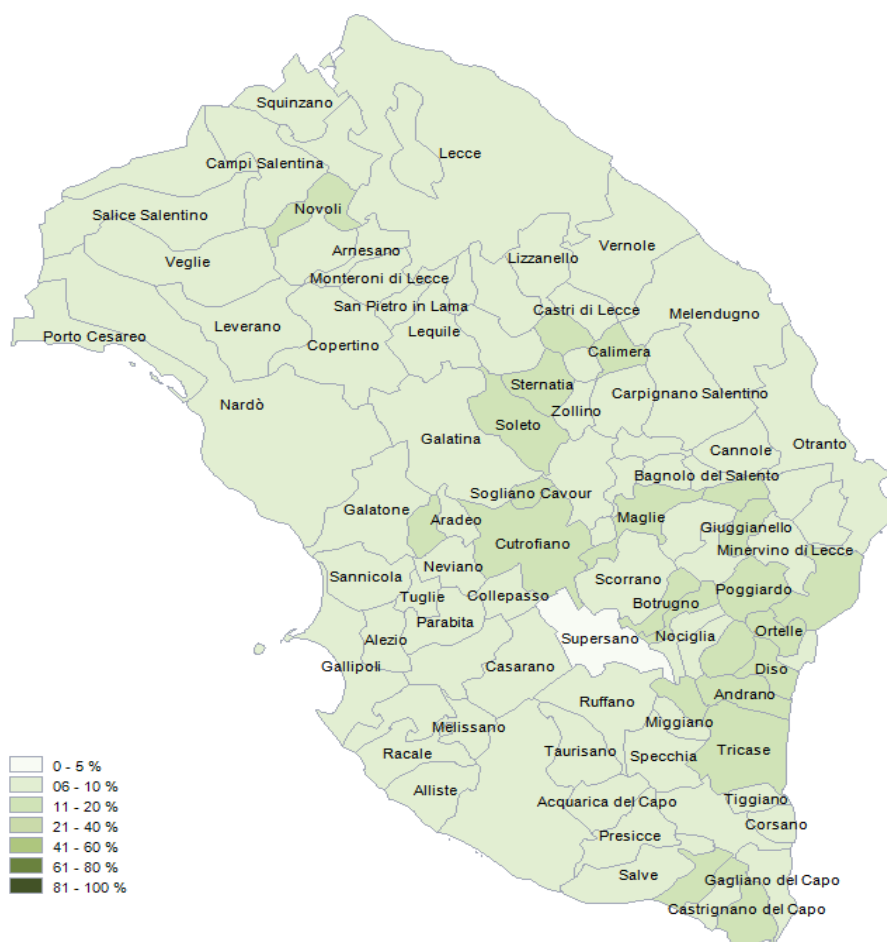 Squinzano
Lecce
Campi Salentina
Novoli
Salice Salentino
Arnesano
Vernole
Veglie
Lizzanello
Monteroni di Lecce
San Pietro in Lama
Castri di Lecce
Melendugno
Leverano
Lequile
Porto Cesareo
Copertino
Calimera
Sternatia
Carpignano Salentino
Nardò
Zollino
Soleto
Galatina
Otranto
Cannole
Bagnolo del Salento
Sogliano Cavour
Galatone
Aradeo
Maglie
Giuggianello
Cutrofiano
Minervino di Lecce
Neviano
Sannicola
Scorrano
Poggiardo
Tuglie
Collepasso
Botrugno
Parabita
Ortelle
Alezio
Supersano
Nociglia
Gallipoli
Casarano
Diso
Andrano
Ruffano
Miggiano
Melissano
Racale
Taurisano
Specchia
Tricase
Alliste
Acquarica del Capo
Tiggiano
Corsano
Presicce
Salve
Gagliano del Capo
Castrignano del Capo
0 - 5 %
06 - 10 %
11 - 20 %
21 - 40 %
41 - 60 %
61 - 80 %
81 - 100 %